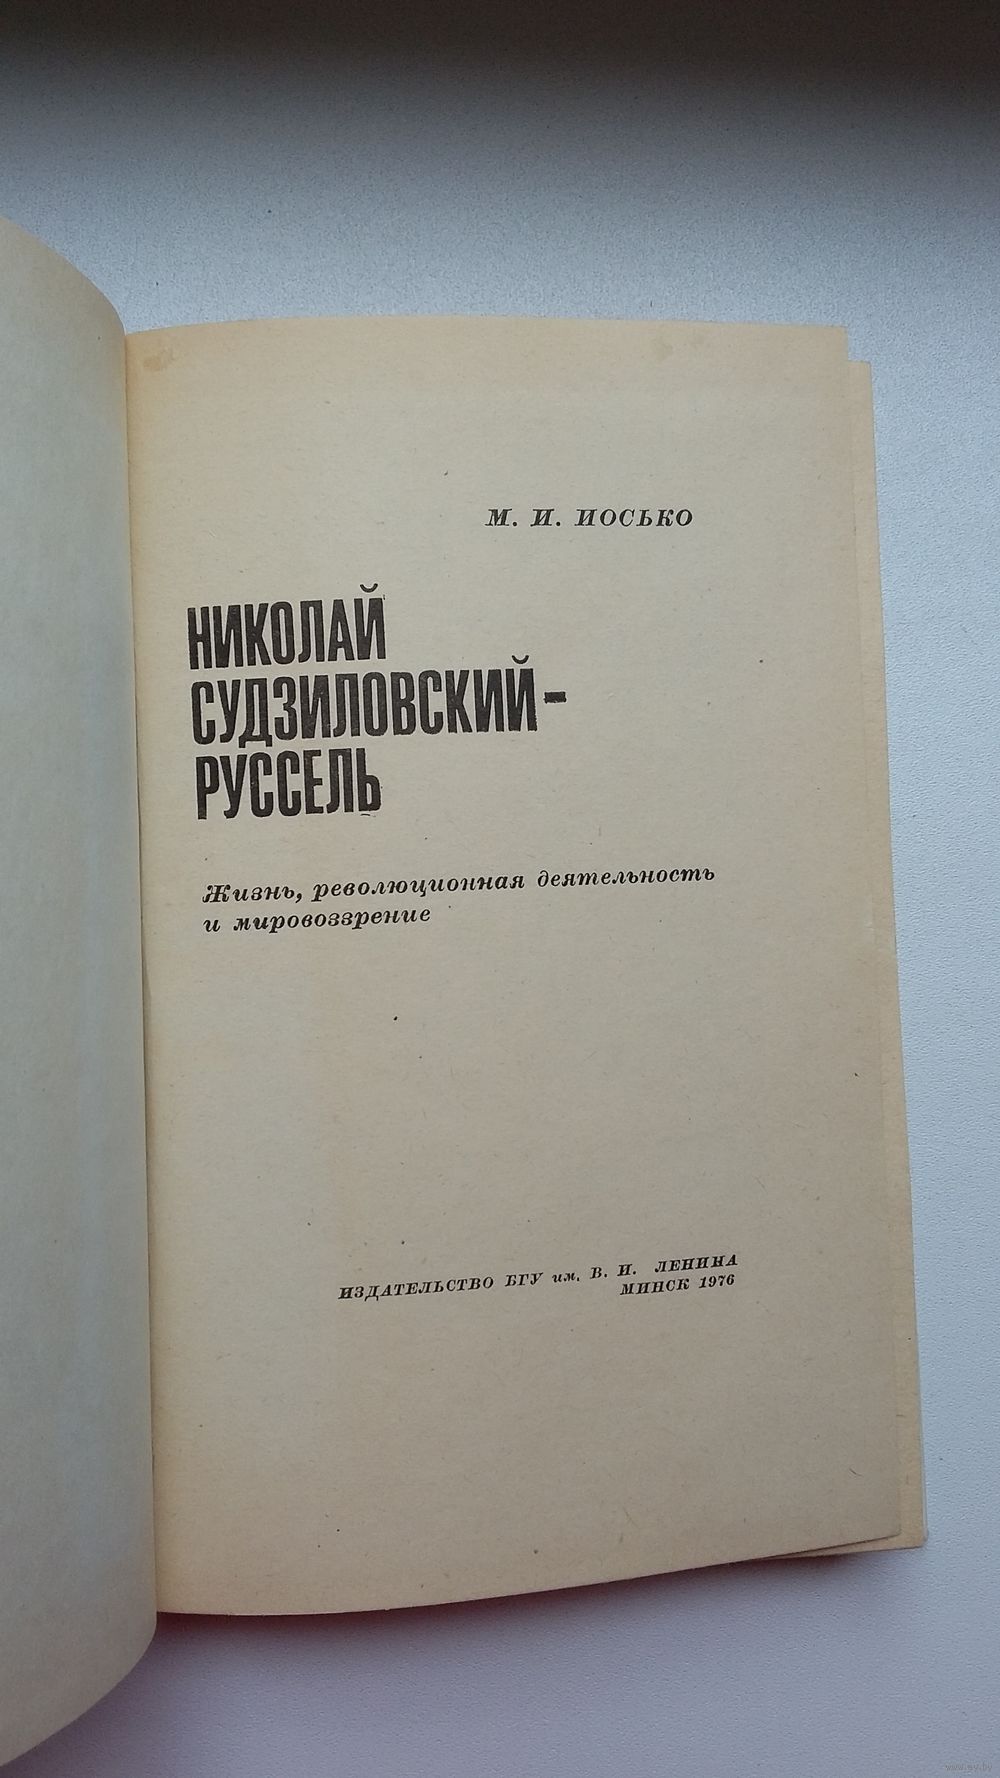 М. И. ИОСЬКО
НИКОЛАЙ
СУДЗИЛОВСКИЙ-
РУССЕЛЬ
Жизнь, революционная деятельность
и мировоззрение
ИЗДАТЕЛЬСТВО БГУ им. В. И. ЛЕНИНА
МИНСК 1976